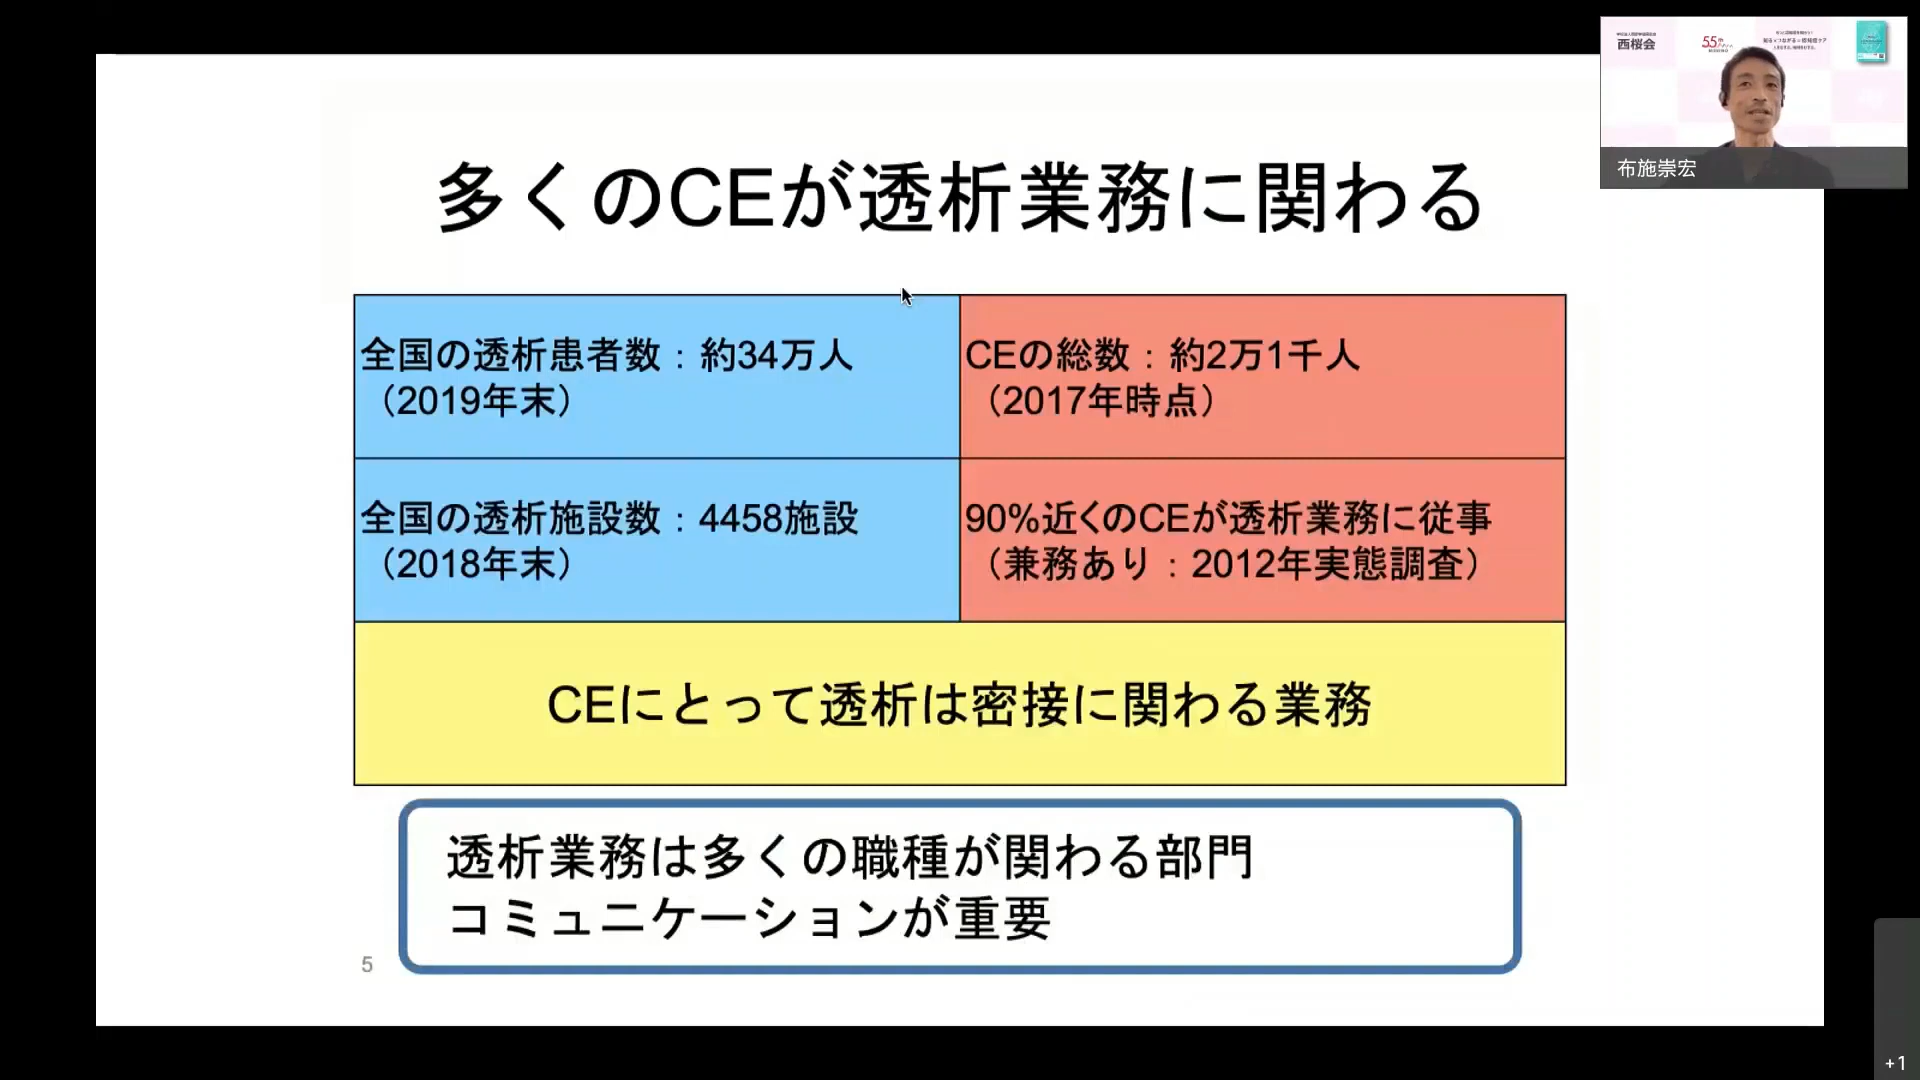 多くのCEが透析業務に関わる
全国の透析患者数：約34万人
（2019年末）
CEの総数：約2万1千人
（2017年時点）
全国の透析施設数：4458施設
（2018年末）
90%近くのCEが透析業務に従事
（兼務あり：2012年実態調査）
CEにとって透析は密接に関わる業務
透析業務は多くの職種が関わる部門
コミュニケーションが重要
5
西桜会
55th
布施崇宏
+1